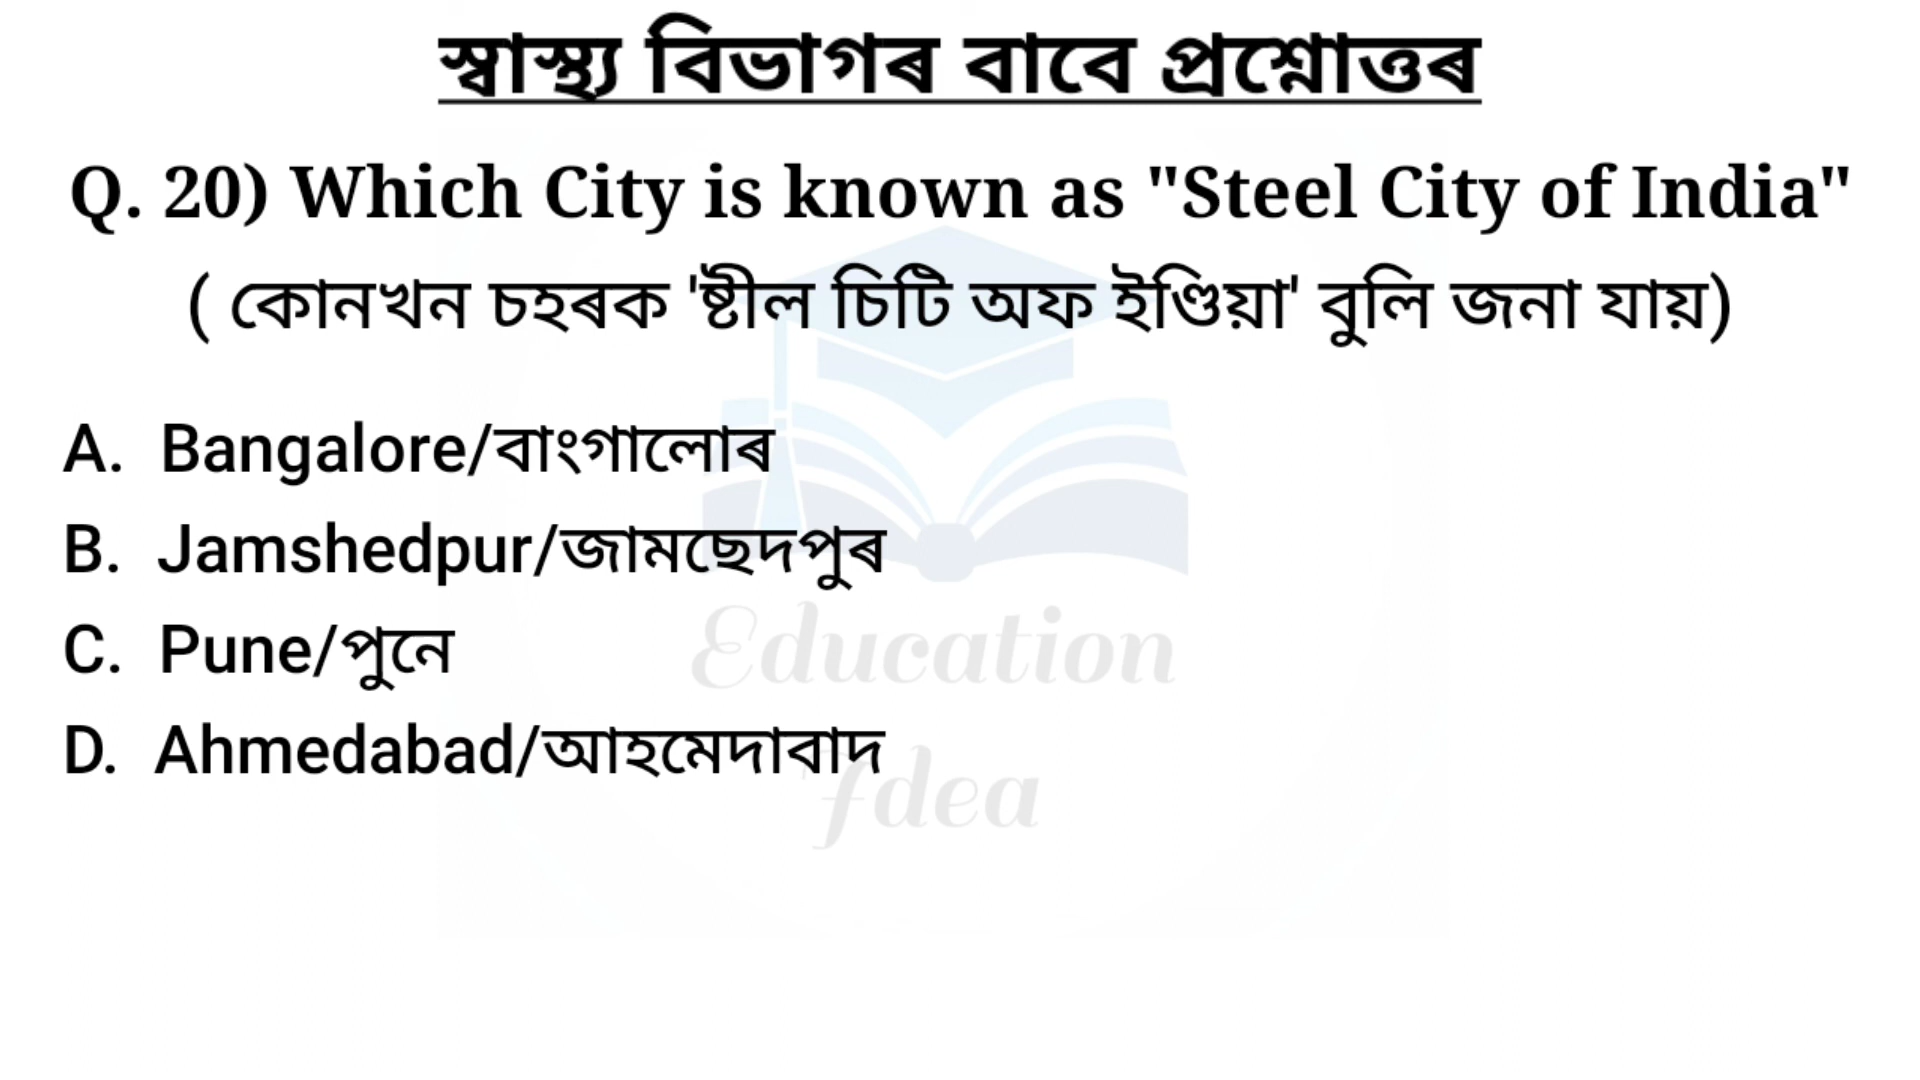 স্বাস্থ্য বিভাগৰ বাবে প্ৰশ্নোত্তৰ
Q. 20) Which City is known as "Steel City of India"
( কোনখন চহৰক 'ষ্টীল চিটি অফ ইণ্ডিয়া' বুলি জনা যায়)
A. Bangalore/বাংগালোৰ
B. Jamshedpur/জামছেদপুৰ
C. Pune/পুনে
D. Ahmedabad/আহমেদাবাদ
Education
Idea